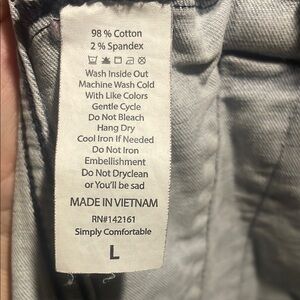 98 % Cotton
2 % Spandex
Wash Inside Out
Machine Wash Cold
With Like Colors
Gentle Cycle
Do Not Bleach
Hang Dry
Cool Iron If Needed
Do Not Iron
Embellishment
Do Not Dryclean
or You'll be sad
MADE IN VIETNAM
RN#142161
Simply Comfortable
L